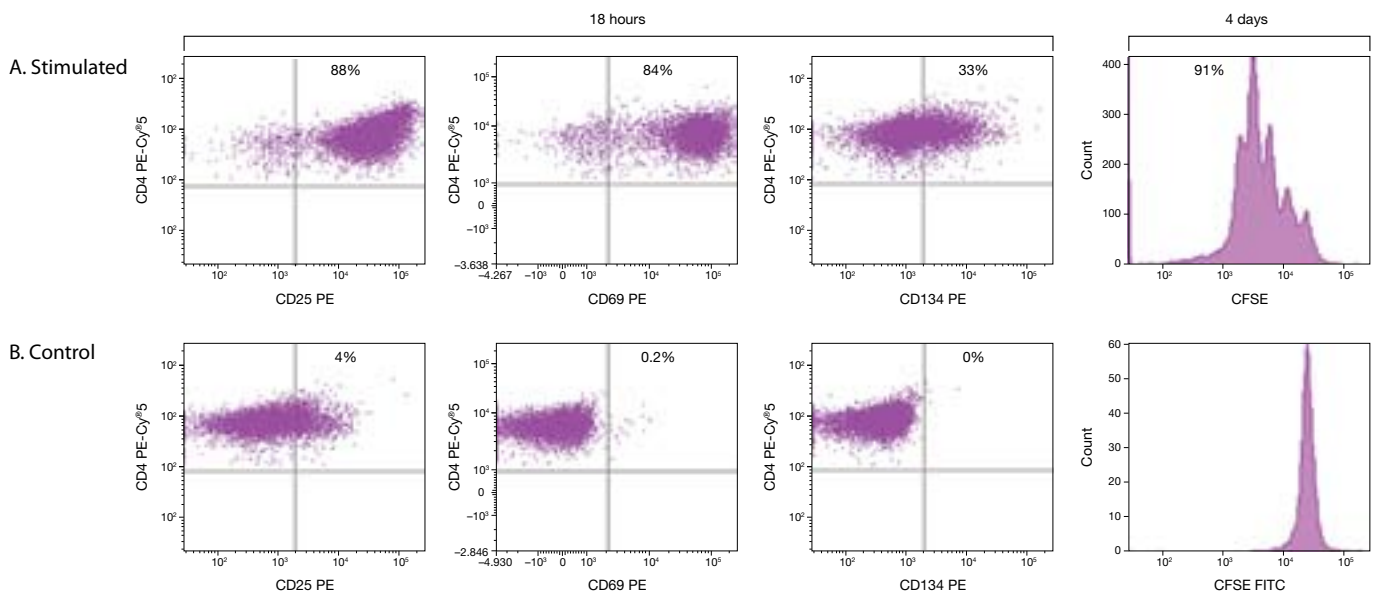 18 hours
4 days
A. Stimulated
88%
84%
33%
91%
CD4 PE-Cy®5
10²
10²
10²
10²
10² 10³ 10⁴ 10⁵
CD25 PE
CD4 PE-Cy®5
10⁵
10⁴
10³
0
−10³
−3.638
−4.267 −10³ 0 10³ 10⁴ 10⁵
CD69 PE
CD4 PE-Cy®5
10²
10²
10²
10²
10² 10³ 10⁴ 10⁵
CD134 PE
Count
400
300
200
100
0
10² 10³ 10⁴ 10⁵
CFSE
B. Control
4%
0.2%
0%
CD4 PE-Cy®5
10²
10²
10²
10²
10² 10³ 10⁴ 10⁵
CD25 PE
CD4 PE-Cy®5
10⁵
10⁴
10³
0
−10³
−2.846
−4.930 −10³ 0 10³ 10⁴ 10⁵
CD69 PE
CD4 PE-Cy®5
10²
10²
10²
10²
10² 10³ 10⁴ 10⁵
CD134 PE
Count
60
50
40
30
20
10
0
10² 10³ 10⁴ 10⁵
CFSE FITC